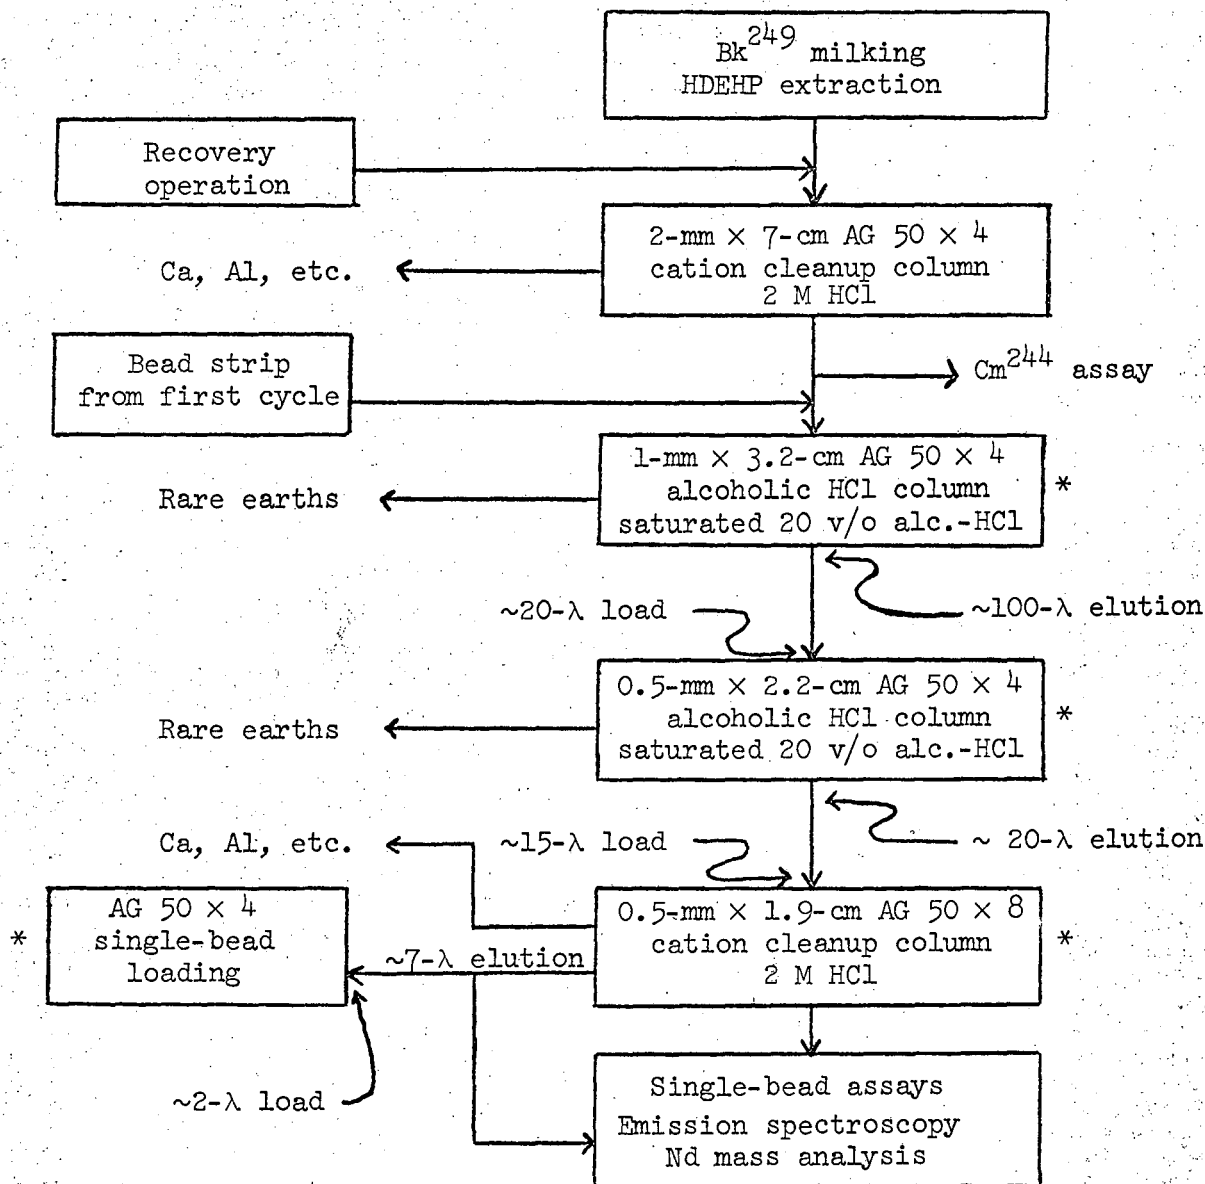 Bk249 milking
HDEHP extraction
Recovery
operation
2-mm × 7-cm AG 50 × 4
cation cleanup column
2 M HCl
Ca, Al, etc.
Bead strip
from first cycle
Cm244 assay
1-mm × 3.2-cm AG 50 × 4
alcoholic HCl column
saturated 20 v/o alc.-HCl
*
Rare earths
~20-λ load
~100-λ elution
0.5-mm × 2.2-cm AG 50 × 4
alcoholic HCl column
saturated 20 v/o alc.-HCl
*
Rare earths
Ca, Al, etc.
~15-λ load
~ 20-λ elution
0.5-mm × 1.9-cm AG 50 × 8
cation cleanup column
2 M HCl
*
*
AG 50 × 4
single-bead
loading
~7-λ elution
~2-λ load
Single-bead assays
Emission spectroscopy
Nd mass analysis